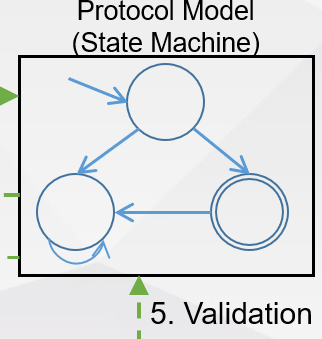 Protocol Model
(State Machine)
5. Validation